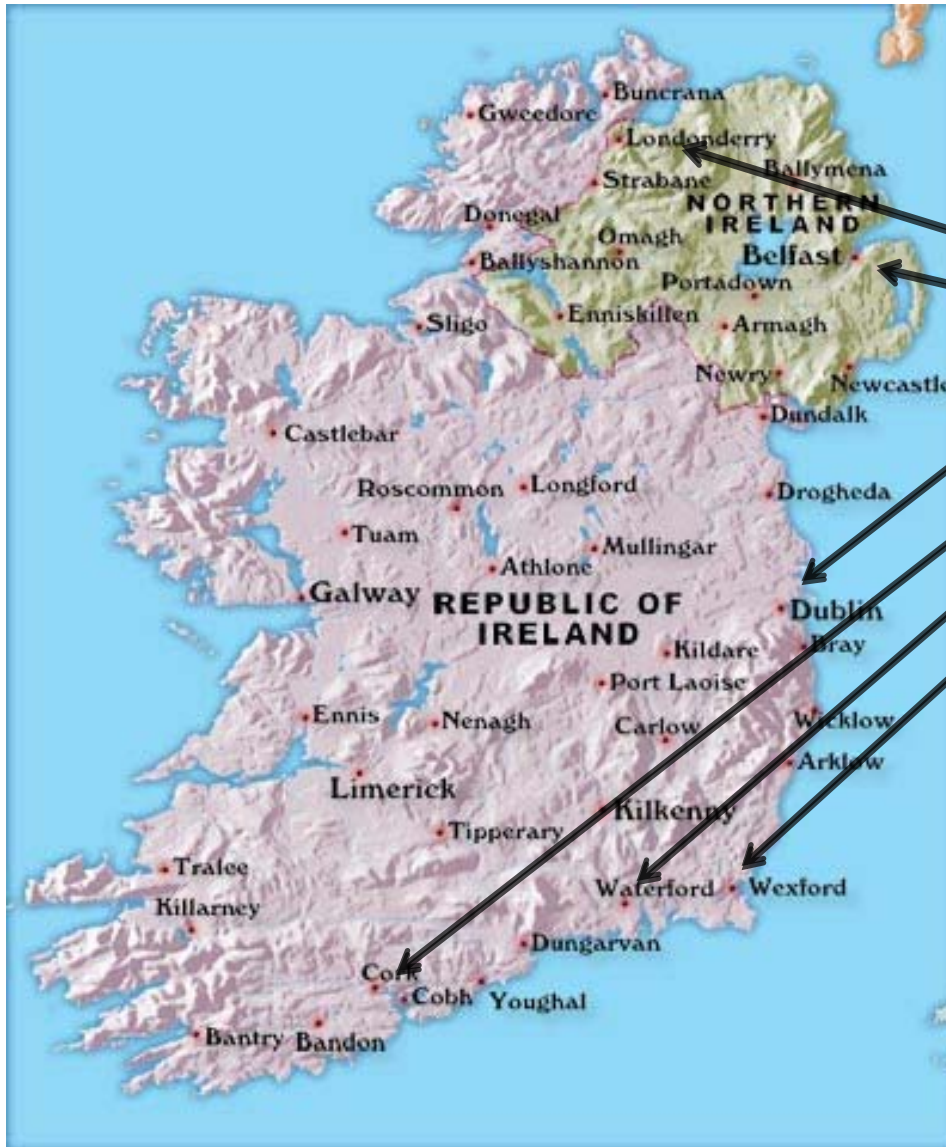 Buncrana
Gweedore
Londonderry
Ballymena
Strabane
NORTHERN
IRELAND
Donegal
Omagh
Belfast
Ballyshannon
Portadown
Enniskillen
Sligo
Armagh
Newry
Newcastle
Dundalk
Castlebar
Roscommon
Longford
Drogheda
Tuam
Mullingar
Athlone
Galway
REPUBLIC OF
IRELAND
Dublin
Kildare
Bray
Port Laoise
Ennis
Nenagh
Carlow
Wicklow
Arklow
Limerick
Kilkenny
Tipperary
Tralee
Waterford
Wexford
Killarney
Dungarvan
Cork
Cobh
Youghal
Bantry
Bandon